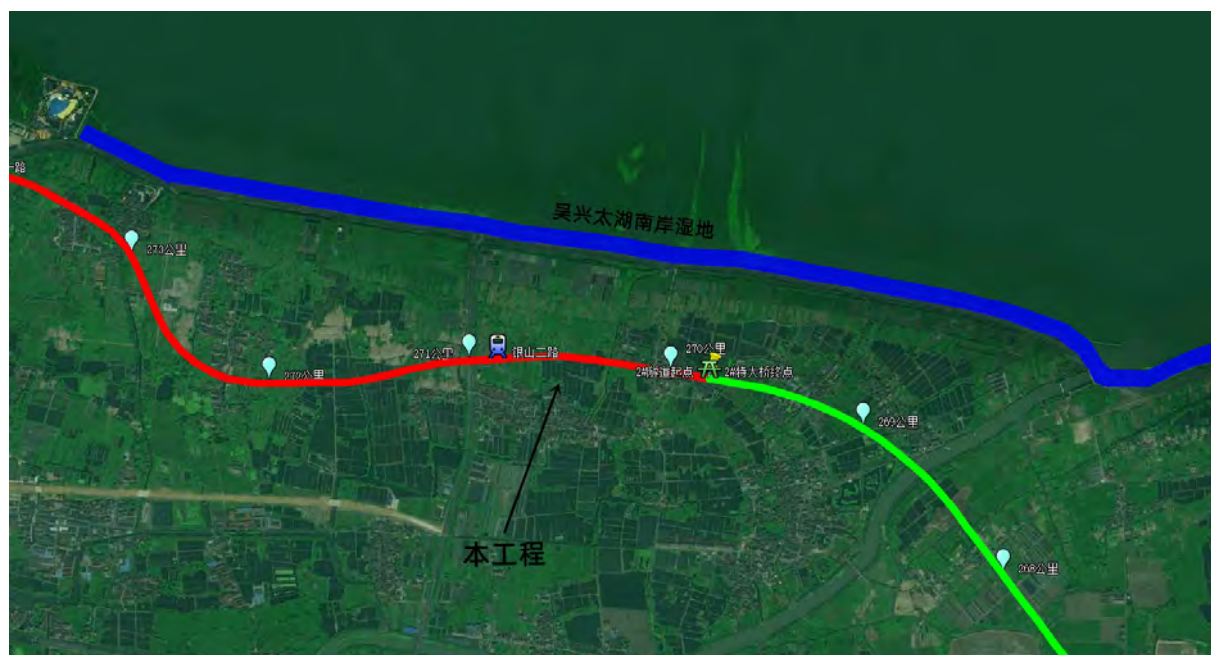 一路
吴兴太湖南岸湿地
273公里
272公里
271公里
银山二路
270公里
2#隧道起点
2#特大桥终点
269公里
268公里
本工程